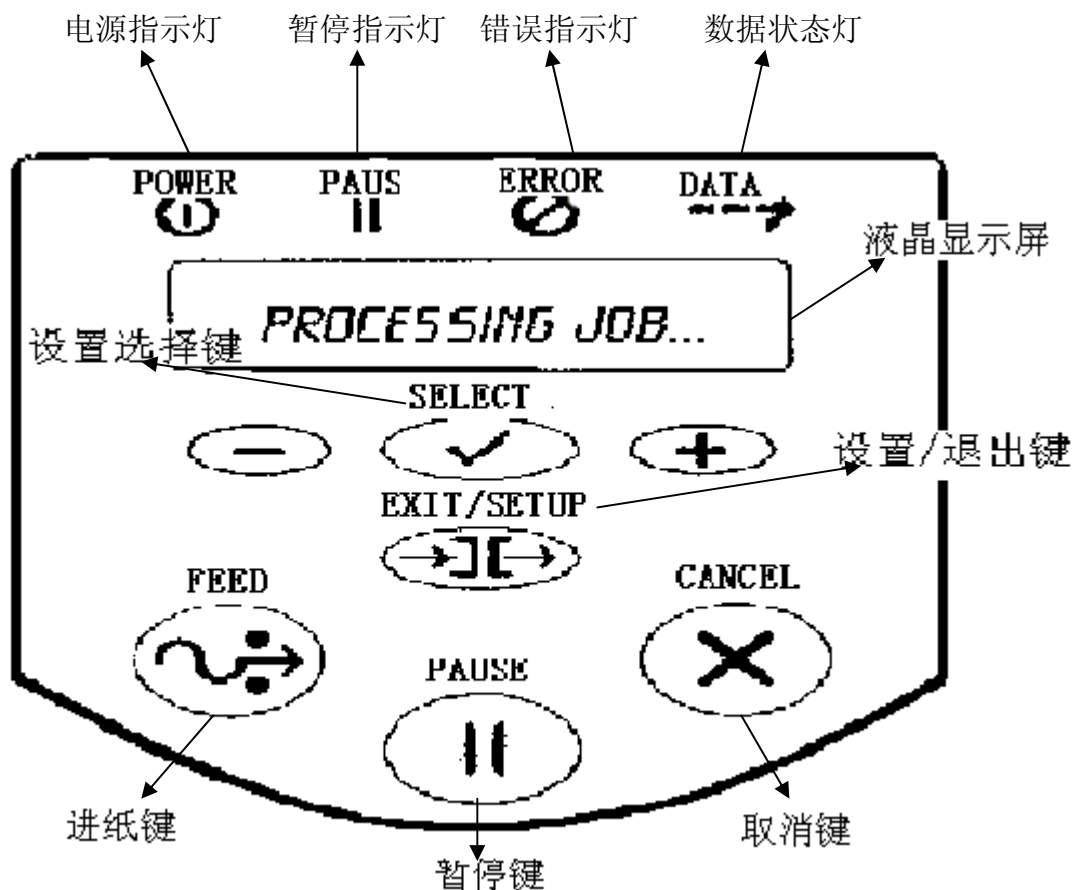 电源指示灯 暂停指示灯 错误指示灯 数据状态灯
POWER PAUS ERROR DATA
液晶显示屏
PROCESSING JOB...
设置选择键
SELECT
设置/退出键
EXIT/SETUP
FEED CANCEL
PAUSE
进纸键 取消键
暂停键